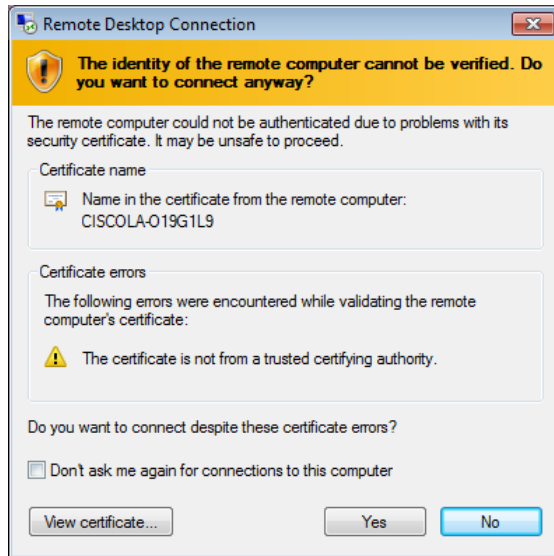 Remote Desktop Connection
The identity of the remote computer cannot be verified. Do
you want to connect anyway?
The remote computer could not be authenticated due to problems with its
security certificate. It may be unsafe to proceed.
Certificate name
Name in the certificate from the remote computer:
CISCOLA-O19G1L9
Certificate errors
The following errors were encountered while validating the remote
computer's certificate:
The certificate is not from a trusted certifying authority.
Do you want to connect despite these certificate errors?
Don't ask me again for connections to this computer
View certificate...
Yes
No